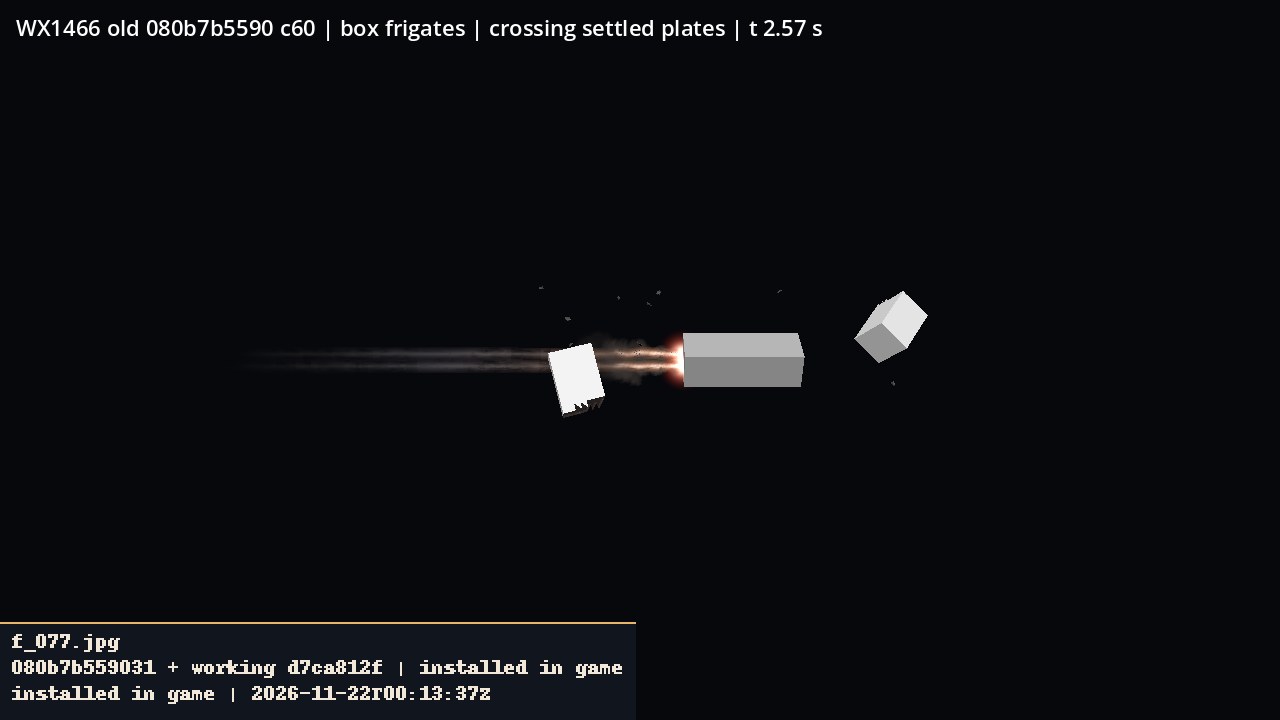 WX1466 old 080b7b5590 c60 | box frigates | crossing settled plates | t 2.57 s
f_077.jpg
080b7b559031 + working d7ca812f | installed in game
installed in game | 2026-11-22T00:13:37Z